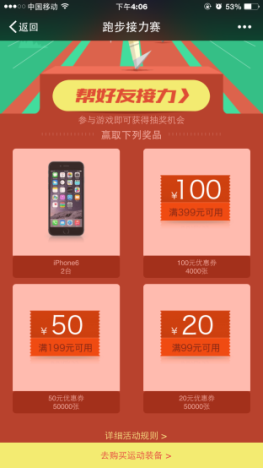 中国移动
下午4:06
53%
返回
跑步接力赛
帮好友接力
参与游戏即可获得抽奖机会
赢取下列奖品
iPhone6
2台
¥100
满399元可用
100元优惠券
4000张
¥50
满199元可用
50元优惠券
50000张
¥20
满99元可用
20元优惠券
50000张
详细活动规则 >
去购买运动装备 >